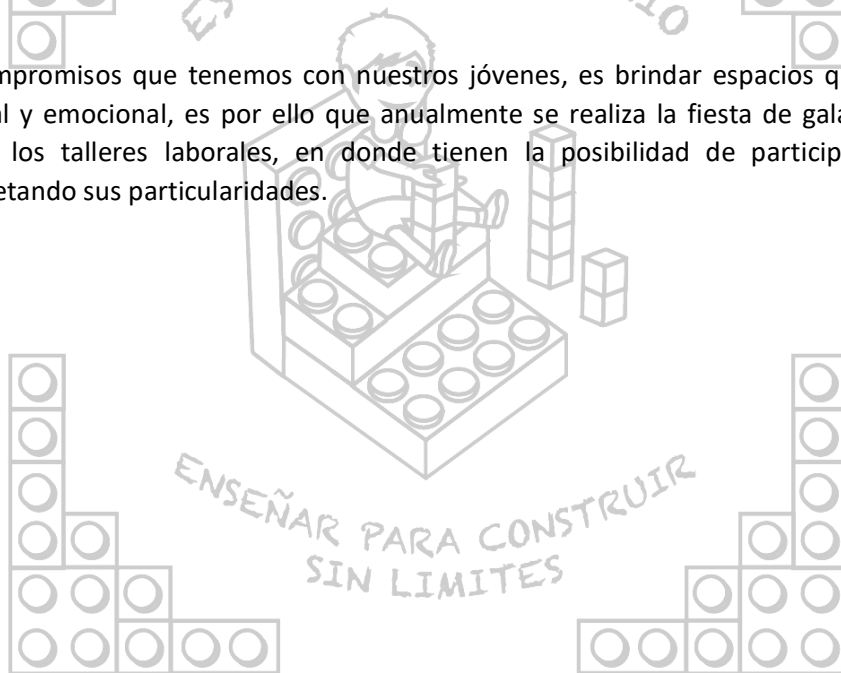 mpromisos que tenemos con nuestros jóvenes, es brindar espacios q
al y emocional, es por ello que anualmente se realiza la fiesta de gala
los talleres laborales, en donde tienen la posibilidad de particip
etando sus particularidades.
ENSEÑAR PARA CONSTRUIR
SIN LIMITES